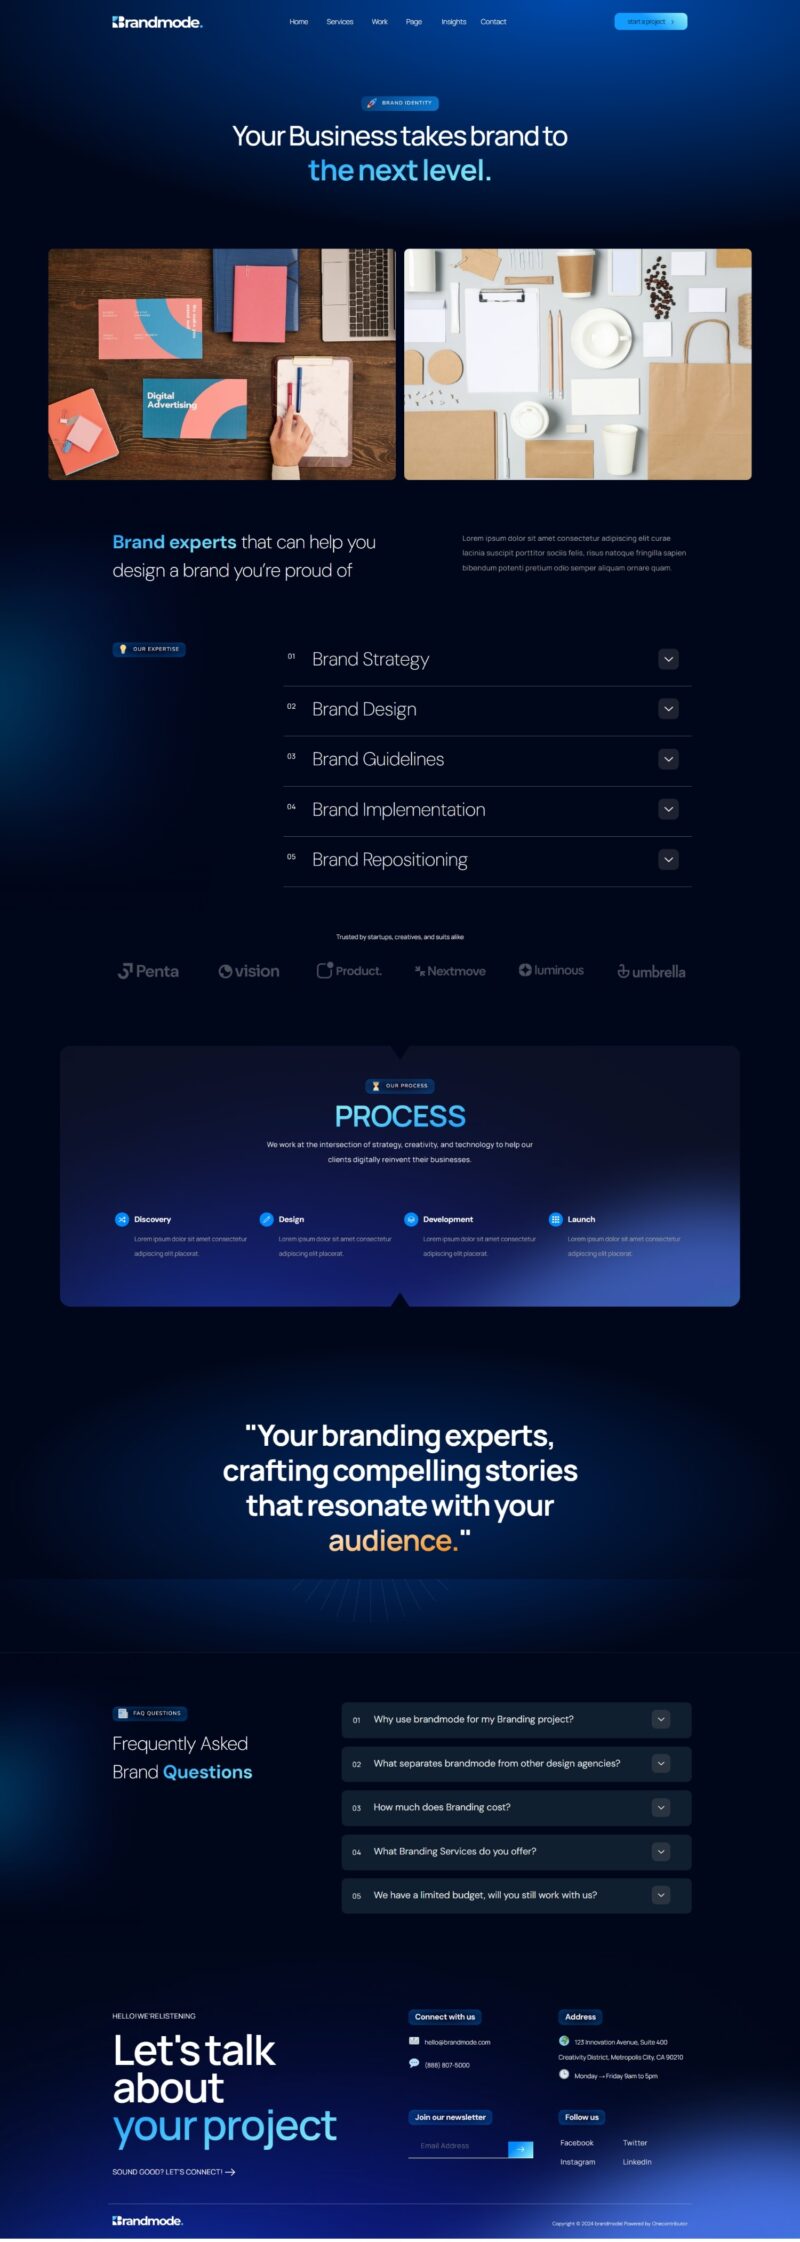 Brandmode.
Home Services Work Page Insights Contact
start a project
BRAND IDENTITY
Your Business takes brand to
the next level.
Digital
Advertising
Brand experts that can help you
design a brand you're proud of
Lorem ipsum dolor sit amet consectetur adipiscing elit curae
lacinia suscipit porttitor sociis felis, risus natoque fringilla sapien
bibendum potenti pretium odio semper aliquam ornare quam.
OUR EXPERTISE
01 Brand Strategy
02 Brand Design
03 Brand Guidelines
04 Brand Implementation
05 Brand Repositioning
Trusted by startups, creatives, and suits alike
Penta vision Product. Nextmove luminous umbrella
OUR PROCESS
PROCESS
We work at the intersection of strategy, creativity, and technology to help our
clients digitally reinvent their businesses.
Discovery
Lorem ipsum dolor sit amet consectetur
adipiscing elit placerat.
Design
Lorem ipsum dolor sit amet consectetur
adipiscing elit placerat.
Development
Lorem ipsum dolor sit amet consectetur
adipiscing elit placerat.
Launch
Lorem ipsum dolor sit amet consectetur
adipiscing elit placerat.
"Your branding experts,
crafting compelling stories
that resonate with your
audience."
FAQ QUESTIONS
Frequently Asked
Brand Questions
01 Why use brandmode for my Branding project?
02 What separates brandmode from other design agencies?
03 How much does Branding cost?
04 What Branding Services do you offer?
05 We have a limited budget, will you still work with us?
HELLO! WE'RE LISTENING
Let's talk
about
your project
SOUND GOOD? LET'S CONNECT!
Connect with us
hello@brandmode.com
(888) 807-5000
Address
123 Innovation Avenue, Suite 400
Creativity District, Metropolis City, CA 90210
Monday → Friday 9am to 5pm
Join our newsletter
Email Address
Follow us
Facebook Twitter
Instagram LinkedIn
Brandmode.
Copyright © 2024 brandmode| Powered by Onecontributor